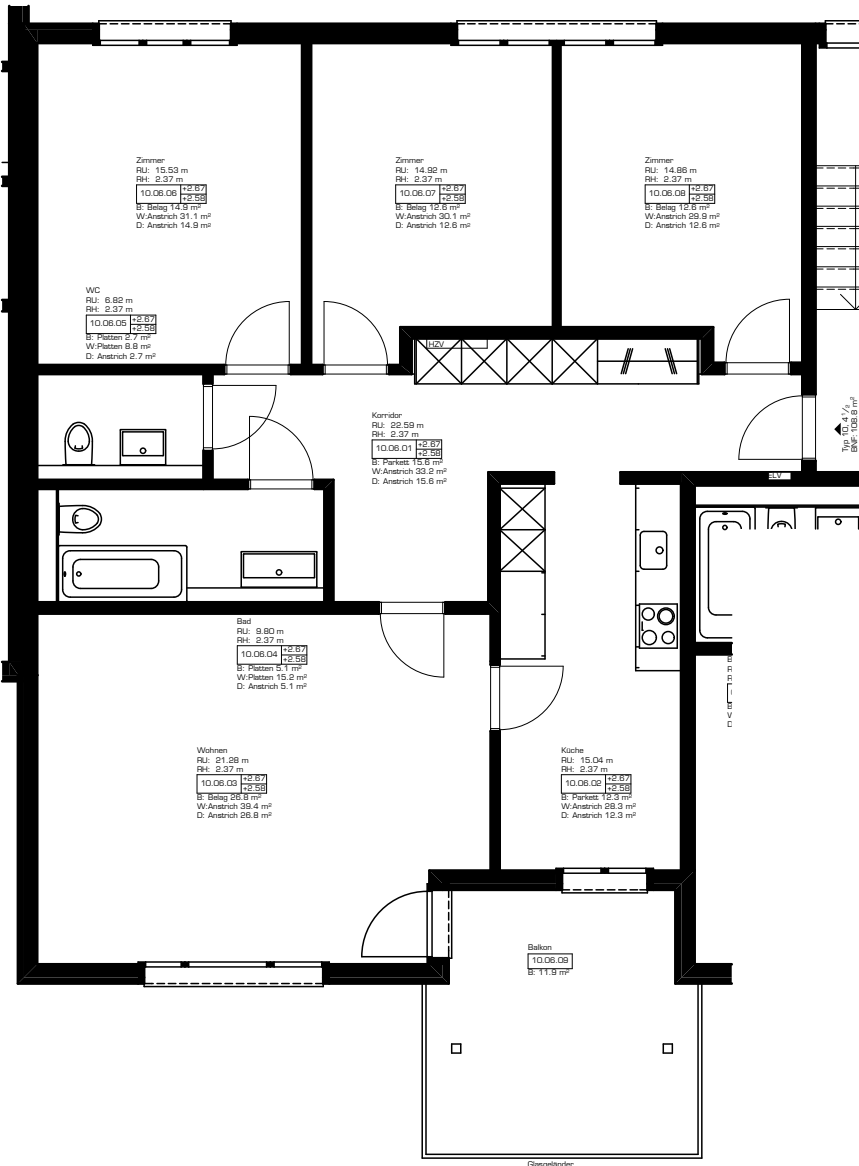 Zimmer
RU: 15.53 m
RH: 2.37 m
10.06.06 +2.67
+2.58
B: Belag 14.9 m²
W:Anstrich 31.1 m²
D: Anstrich 14.9 m²
Zimmer
RU: 14.92 m
RH: 2.37 m
10.06.07 +2.67
+2.58
B: Belag 12.6 m²
W:Anstrich 30.1 m²
D: Anstrich 12.6 m²
Zimmer
RU: 14.86 m
RH: 2.37 m
10.06.08 +2.67
+2.58
B: Belag 12.6 m²
W:Anstrich 29.9 m²
D: Anstrich 12.6 m²
WC
RU: 6.82 m
RH: 2.37 m
10.06.05 +2.67
+2.58
B: Platten 2.7 m²
W:Platten 8.8 m²
D: Anstrich 2.7 m²
HZV
Korridor
RU: 22.59 m
RH: 2.37 m
10.06.01 +2.67
+2.58
B: Parkett 15.6 m²
W:Anstrich 33.2 m²
D: Anstrich 15.6 m²
Typ 10, 4 1/2
BNF: 108.8 m²
ELV
Bad
RU: 9.80 m
RH: 2.37 m
10.06.04 +2.67
+2.58
B: Platten 5.1 m²
W:Platten 15.2 m²
D: Anstrich 5.1 m²
Wohnen
RU: 21.28 m
RH: 2.37 m
10.06.03 +2.67
+2.58
B: Belag 26.8 m²
W:Anstrich 39.4 m²
D: Anstrich 26.8 m²
Küche
RU: 15.04 m
RH: 2.37 m
10.06.02 +2.67
+2.58
B: Parkett 12.3 m²
W:Anstrich 28.3 m²
D: Anstrich 12.3 m²
Balkon
10.06.09
B: 11.9 m²
Glasgeländer